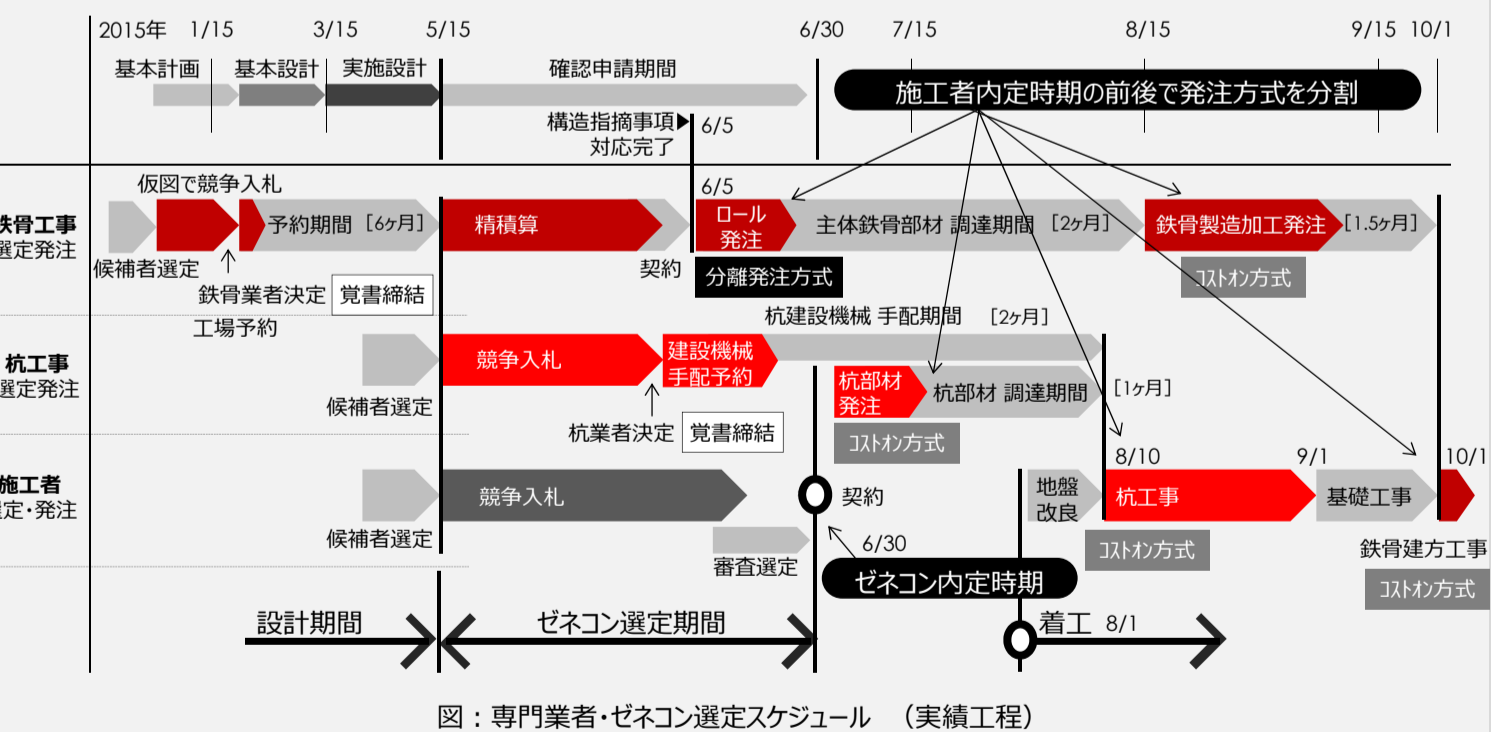 2015年 1/15 3/15 5/15 6/30 7/15 8/15 9/15 10/1
基本計画 基本設計 実施設計 確認申請期間
施工者内定時期の前後で発注方式を分割
構造指摘事項▶ 6/5
対応完了
仮図で競争入札
6/5
鉄骨工事
選定発注
予約期間 [6ヶ月]
精積算
ロール
発注
主体鉄骨部材 調達期間 [2ヶ月]
鉄骨製造加工発注
[1.5ヶ月]
候補者選定
契約
分離発注方式
コストオン方式
鉄骨業者決定
覚書締結
工場予約
杭建設機械 手配期間 [2ヶ月]
杭工事
選定発注
競争入札
建設機械
手配予約
杭部材
発注
杭部材 調達期間
[1ヶ月]
候補者選定
杭業者決定
覚書締結
コストオン方式
8/10 9/1 10/1
施工者
選定・発注
競争入札
契約
地盤
改良
杭工事
基礎工事
候補者選定
審査選定
6/30
コストオン方式
鉄骨建方工事
ゼネコン内定時期
コストオン方式
設計期間
ゼネコン選定期間
着工 8/1
図：専門業者・ゼネコン選定スケジュール （実績工程）